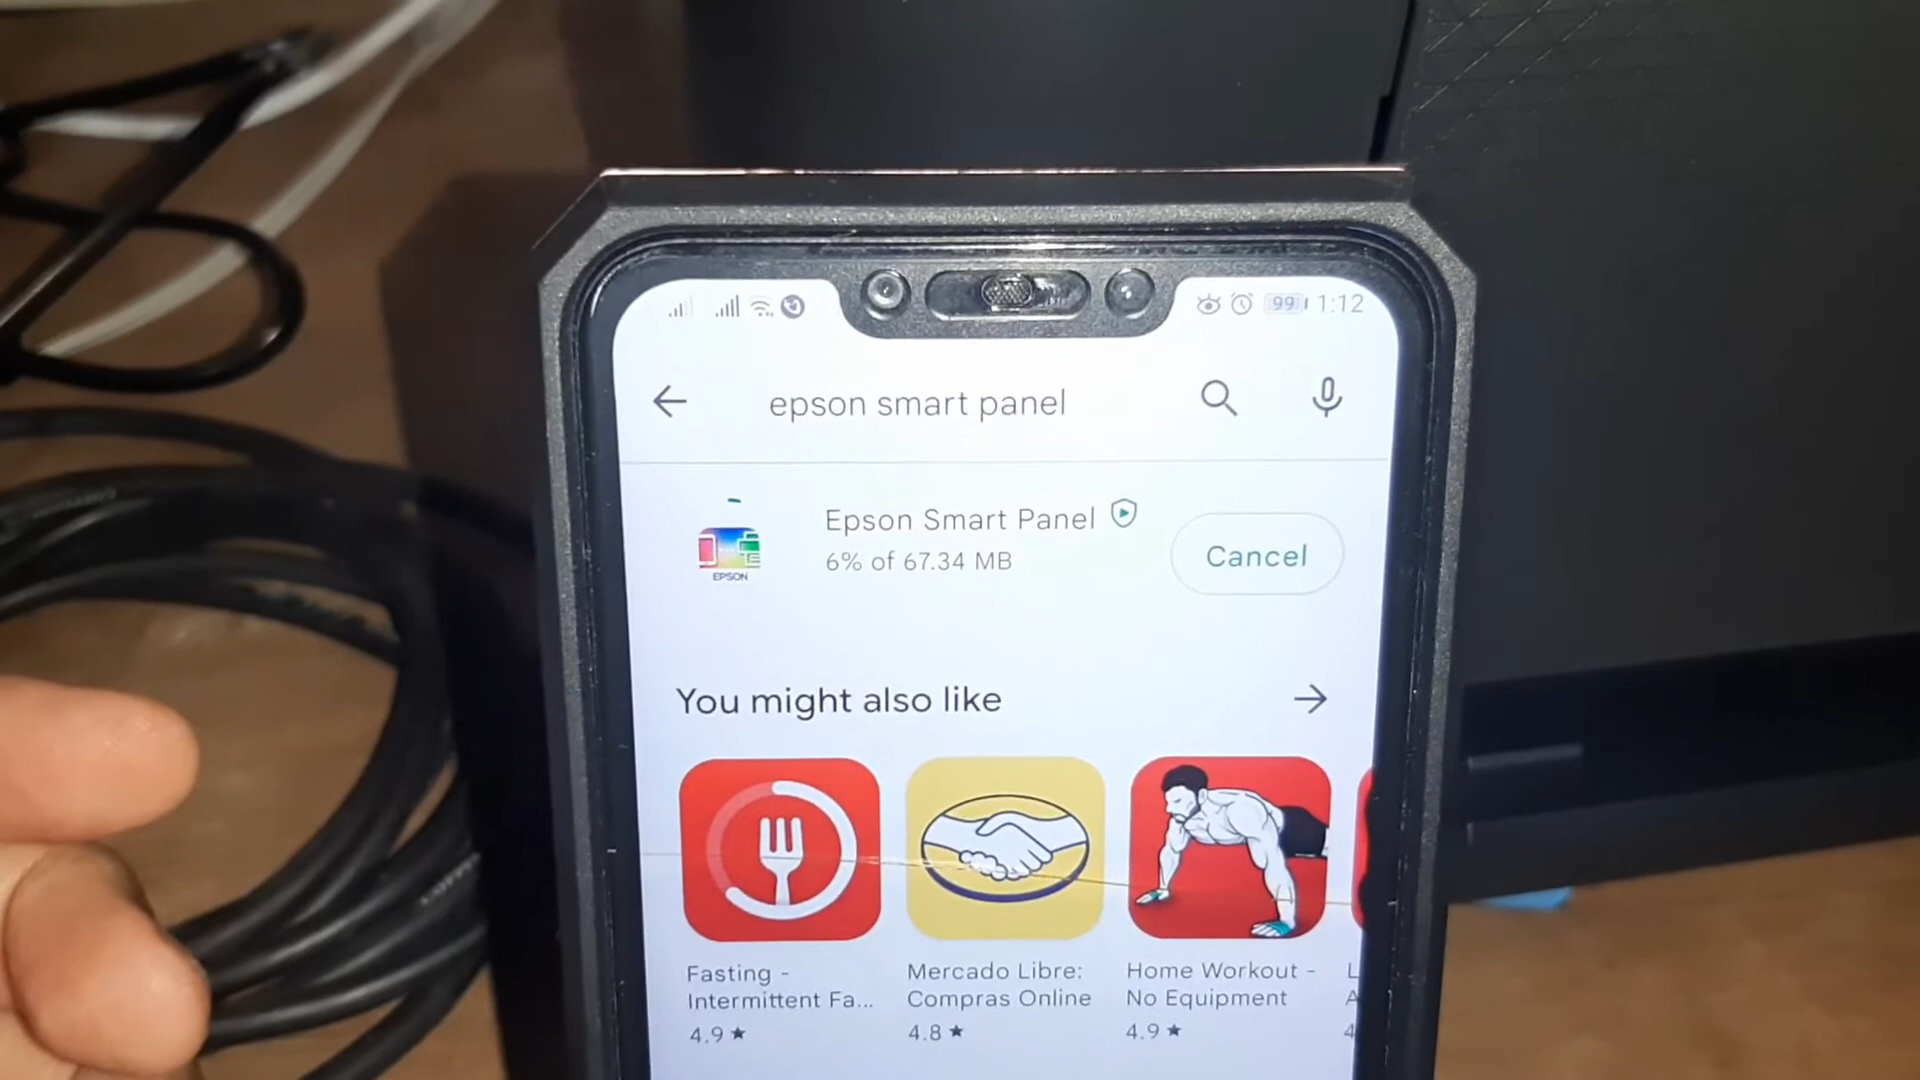 99 1:12
epson smart panel
Epson Smart Panel
6% of 67.34 MB
Cancel
EPSON
You might also like
Fasting -
Intermittent Fa...
4.9 ★
Mercado Libre:
Compras Online
4.8 ★
Home Workout -
No Equipment
4.9 ★
L
A
4